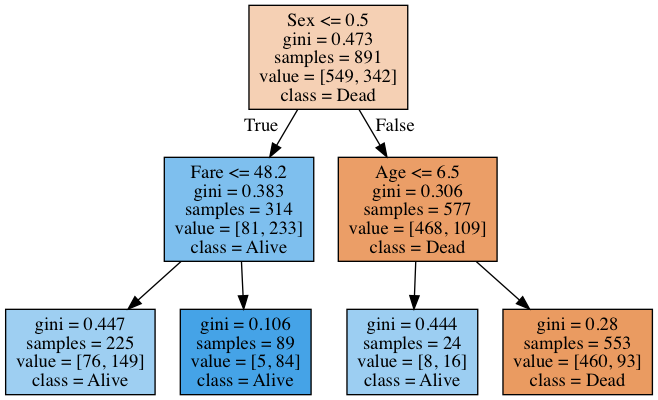 Sex <= 0.5
gini = 0.473
samples = 891
value = [549, 342]
class = Dead
True
False
Fare <= 48.2
gini = 0.383
samples = 314
value = [81, 233]
class = Alive
Age <= 6.5
gini = 0.306
samples = 577
value = [468, 109]
class = Dead
gini = 0.447
samples = 225
value = [76, 149]
class = Alive
gini = 0.106
samples = 89
value = [5, 84]
class = Alive
gini = 0.444
samples = 24
value = [8, 16]
class = Alive
gini = 0.28
samples = 553
value = [460, 93]
class = Dead